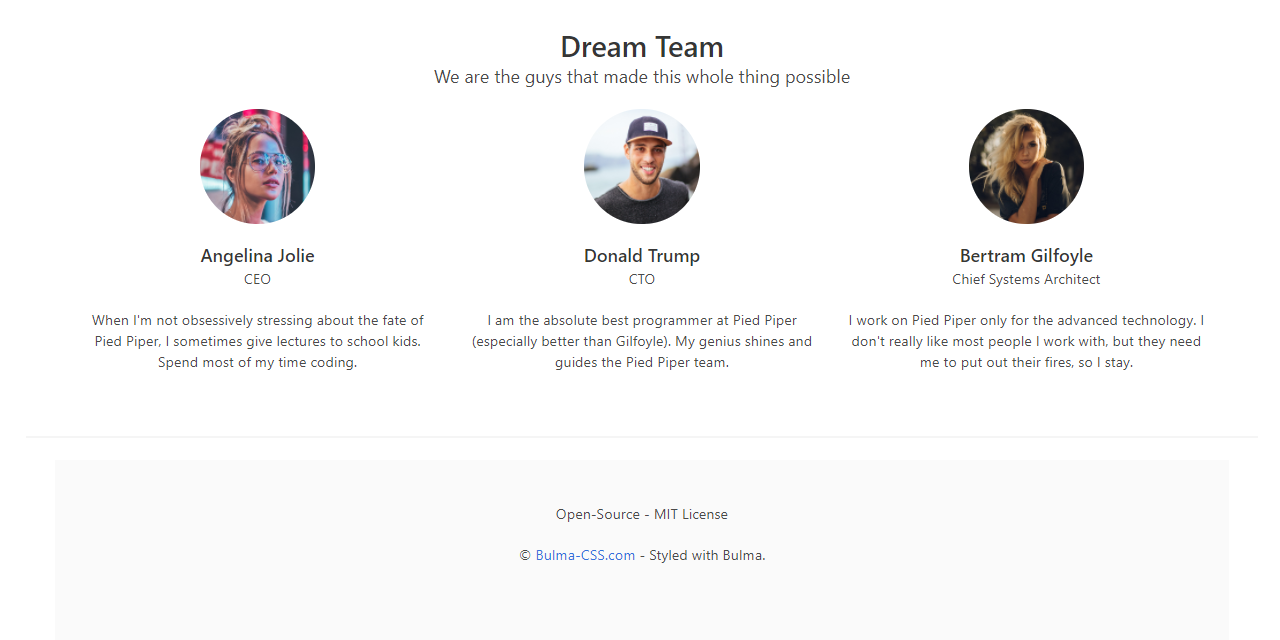 Dream Team
We are the guys that made this whole thing possible
Angelina Jolie
CEO
When I'm not obsessively stressing about the fate of
Pied Piper, I sometimes give lectures to school kids.
Spend most of my time coding.
Donald Trump
CTO
I am the absolute best programmer at Pied Piper
(especially better than Gilfoyle). My genius shines and
guides the Pied Piper team.
Bertram Gilfoyle
Chief Systems Architect
I work on Pied Piper only for the advanced technology. I
don't really like most people I work with, but they need
me to put out their fires, so I stay.
Open-Source - MIT License
© Bulma-CSS.com - Styled with Bulma.